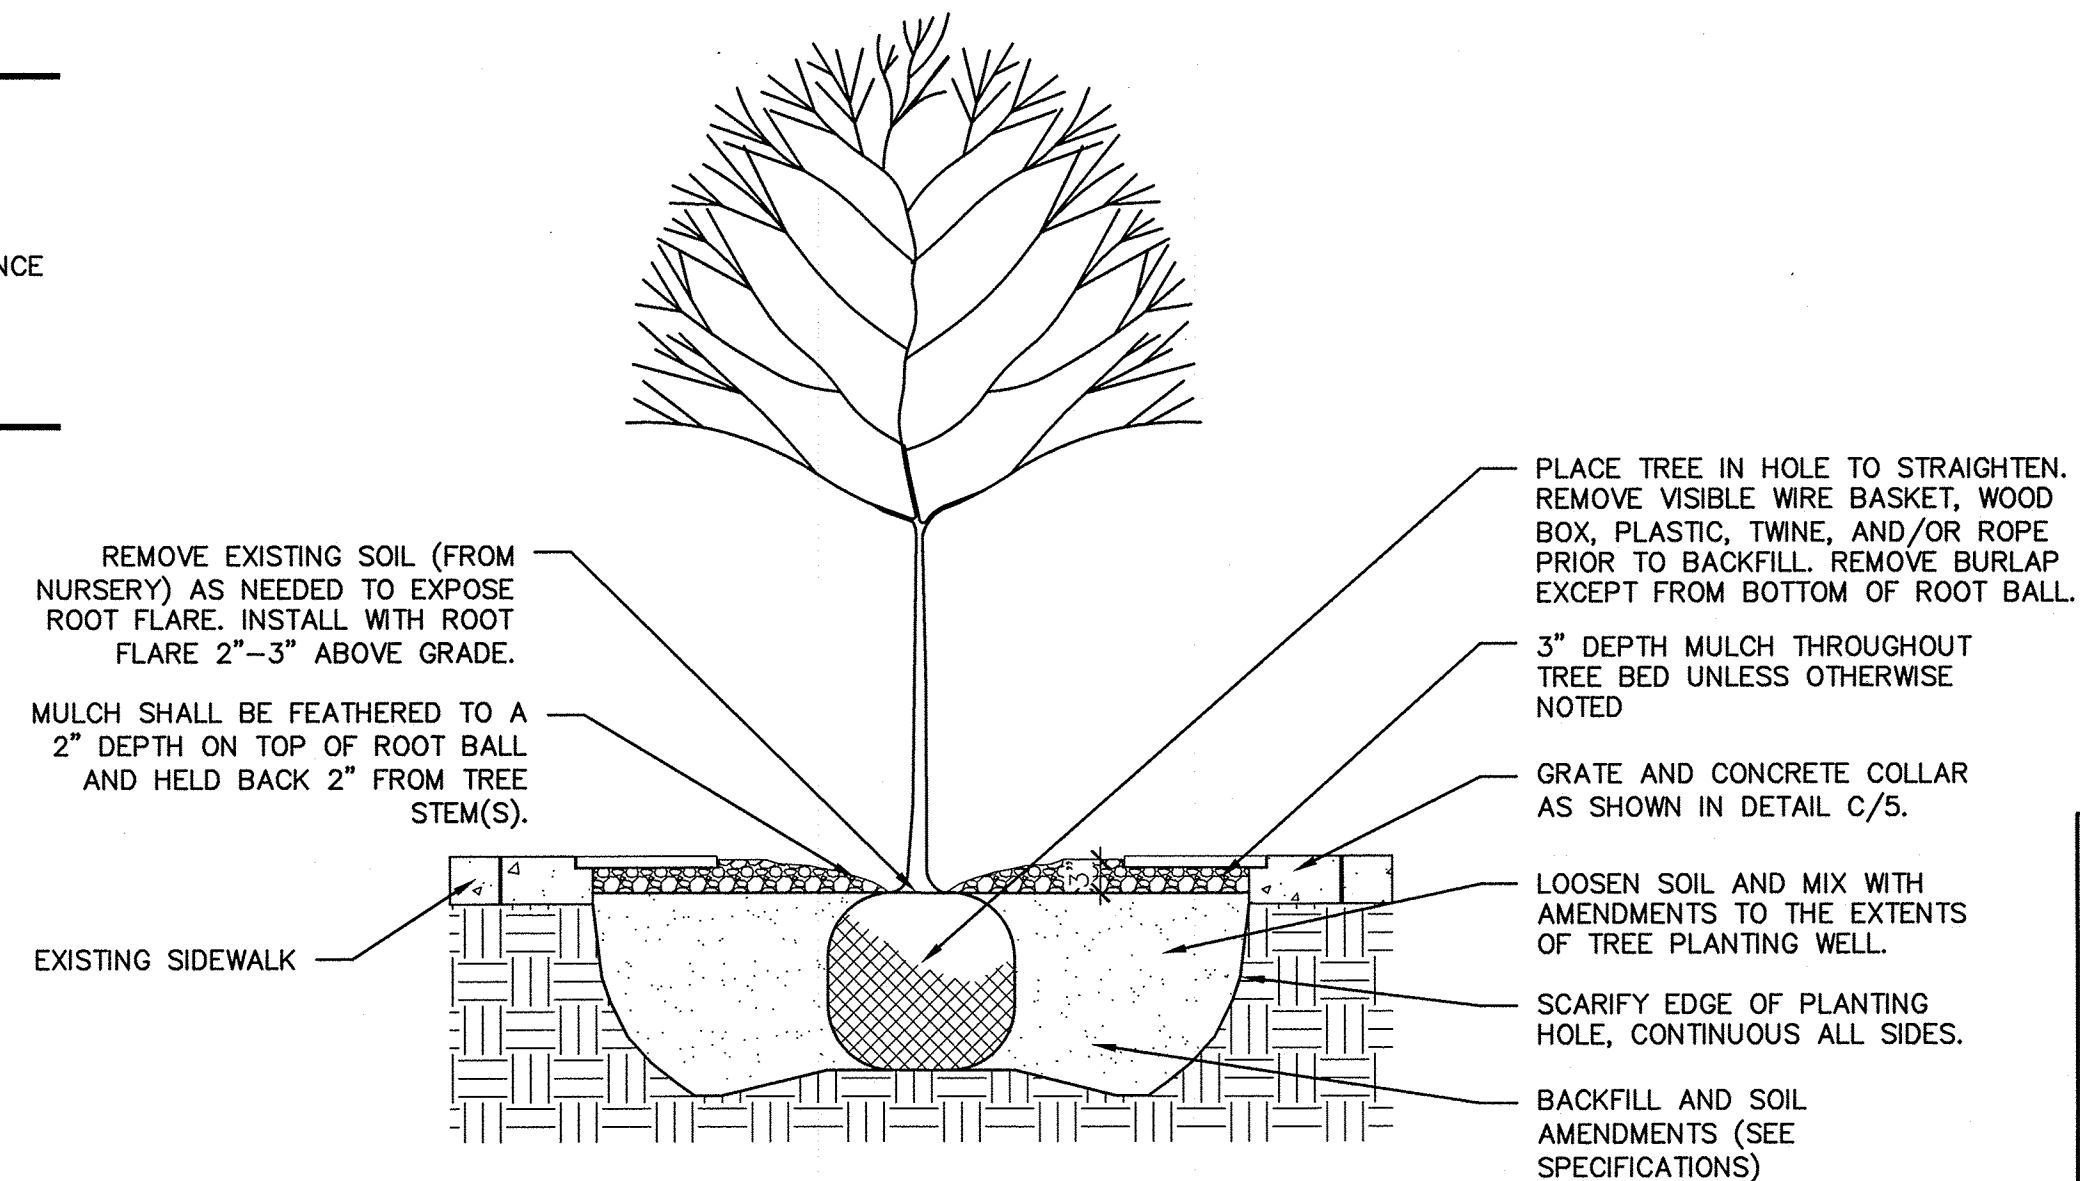 NCE
REMOVE EXISTING SOIL (FROM
NURSERY) AS NEEDED TO EXPOSE
ROOT FLARE. INSTALL WITH ROOT
FLARE 2"–3" ABOVE GRADE.
MULCH SHALL BE FEATHERED TO A
2" DEPTH ON TOP OF ROOT BALL
AND HELD BACK 2" FROM TREE
STEM(S).
EXISTING SIDEWALK
3"
PLACE TREE IN HOLE TO STRAIGHTEN.
REMOVE VISIBLE WIRE BASKET, WOOD
BOX, PLASTIC, TWINE, AND/OR ROPE
PRIOR TO BACKFILL. REMOVE BURLAP
EXCEPT FROM BOTTOM OF ROOT BALL.
3" DEPTH MULCH THROUGHOUT
TREE BED UNLESS OTHERWISE
NOTED
GRATE AND CONCRETE COLLAR
AS SHOWN IN DETAIL C/5.
LOOSEN SOIL AND MIX WITH
AMENDMENTS TO THE EXTENTS
OF TREE PLANTING WELL.
SCARIFY EDGE OF PLANTING
HOLE, CONTINUOUS ALL SIDES.
BACKFILL AND SOIL
AMENDMENTS (SEE
SPECIFICATIONS)